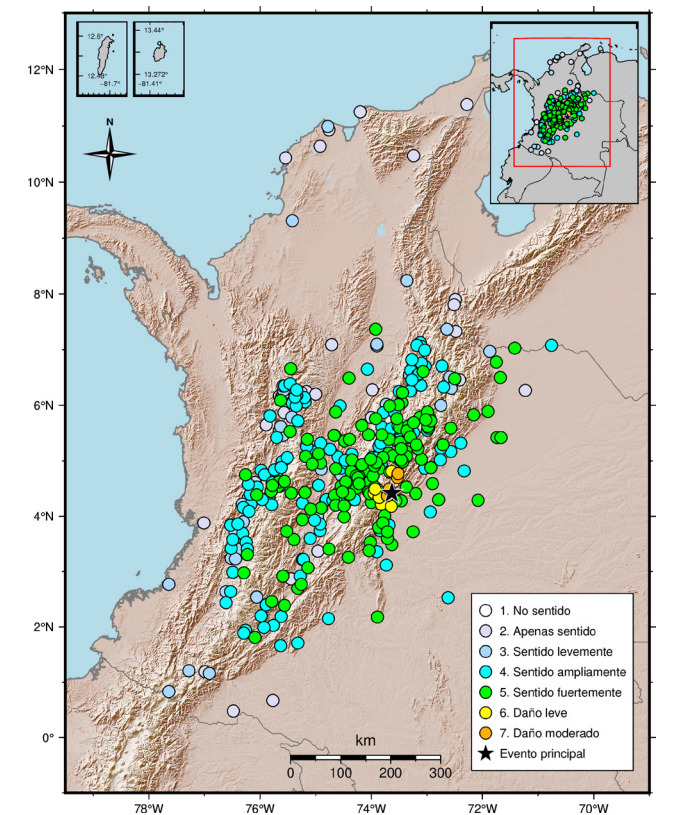 12.6°
12.48°
−81.7°
13.44°
13.272°
−81.41°
N
12°N
10°N
8°N
6°N
4°N
2°N
0°
78°W
76°W
74°W
72°W
70°W
km
0
100
200
300
1. No sentido
2. Apenas sentido
3. Sentido levemente
4. Sentido ampliamente
5. Sentido fuertemente
6. Daño leve
7. Daño moderado
Evento principal